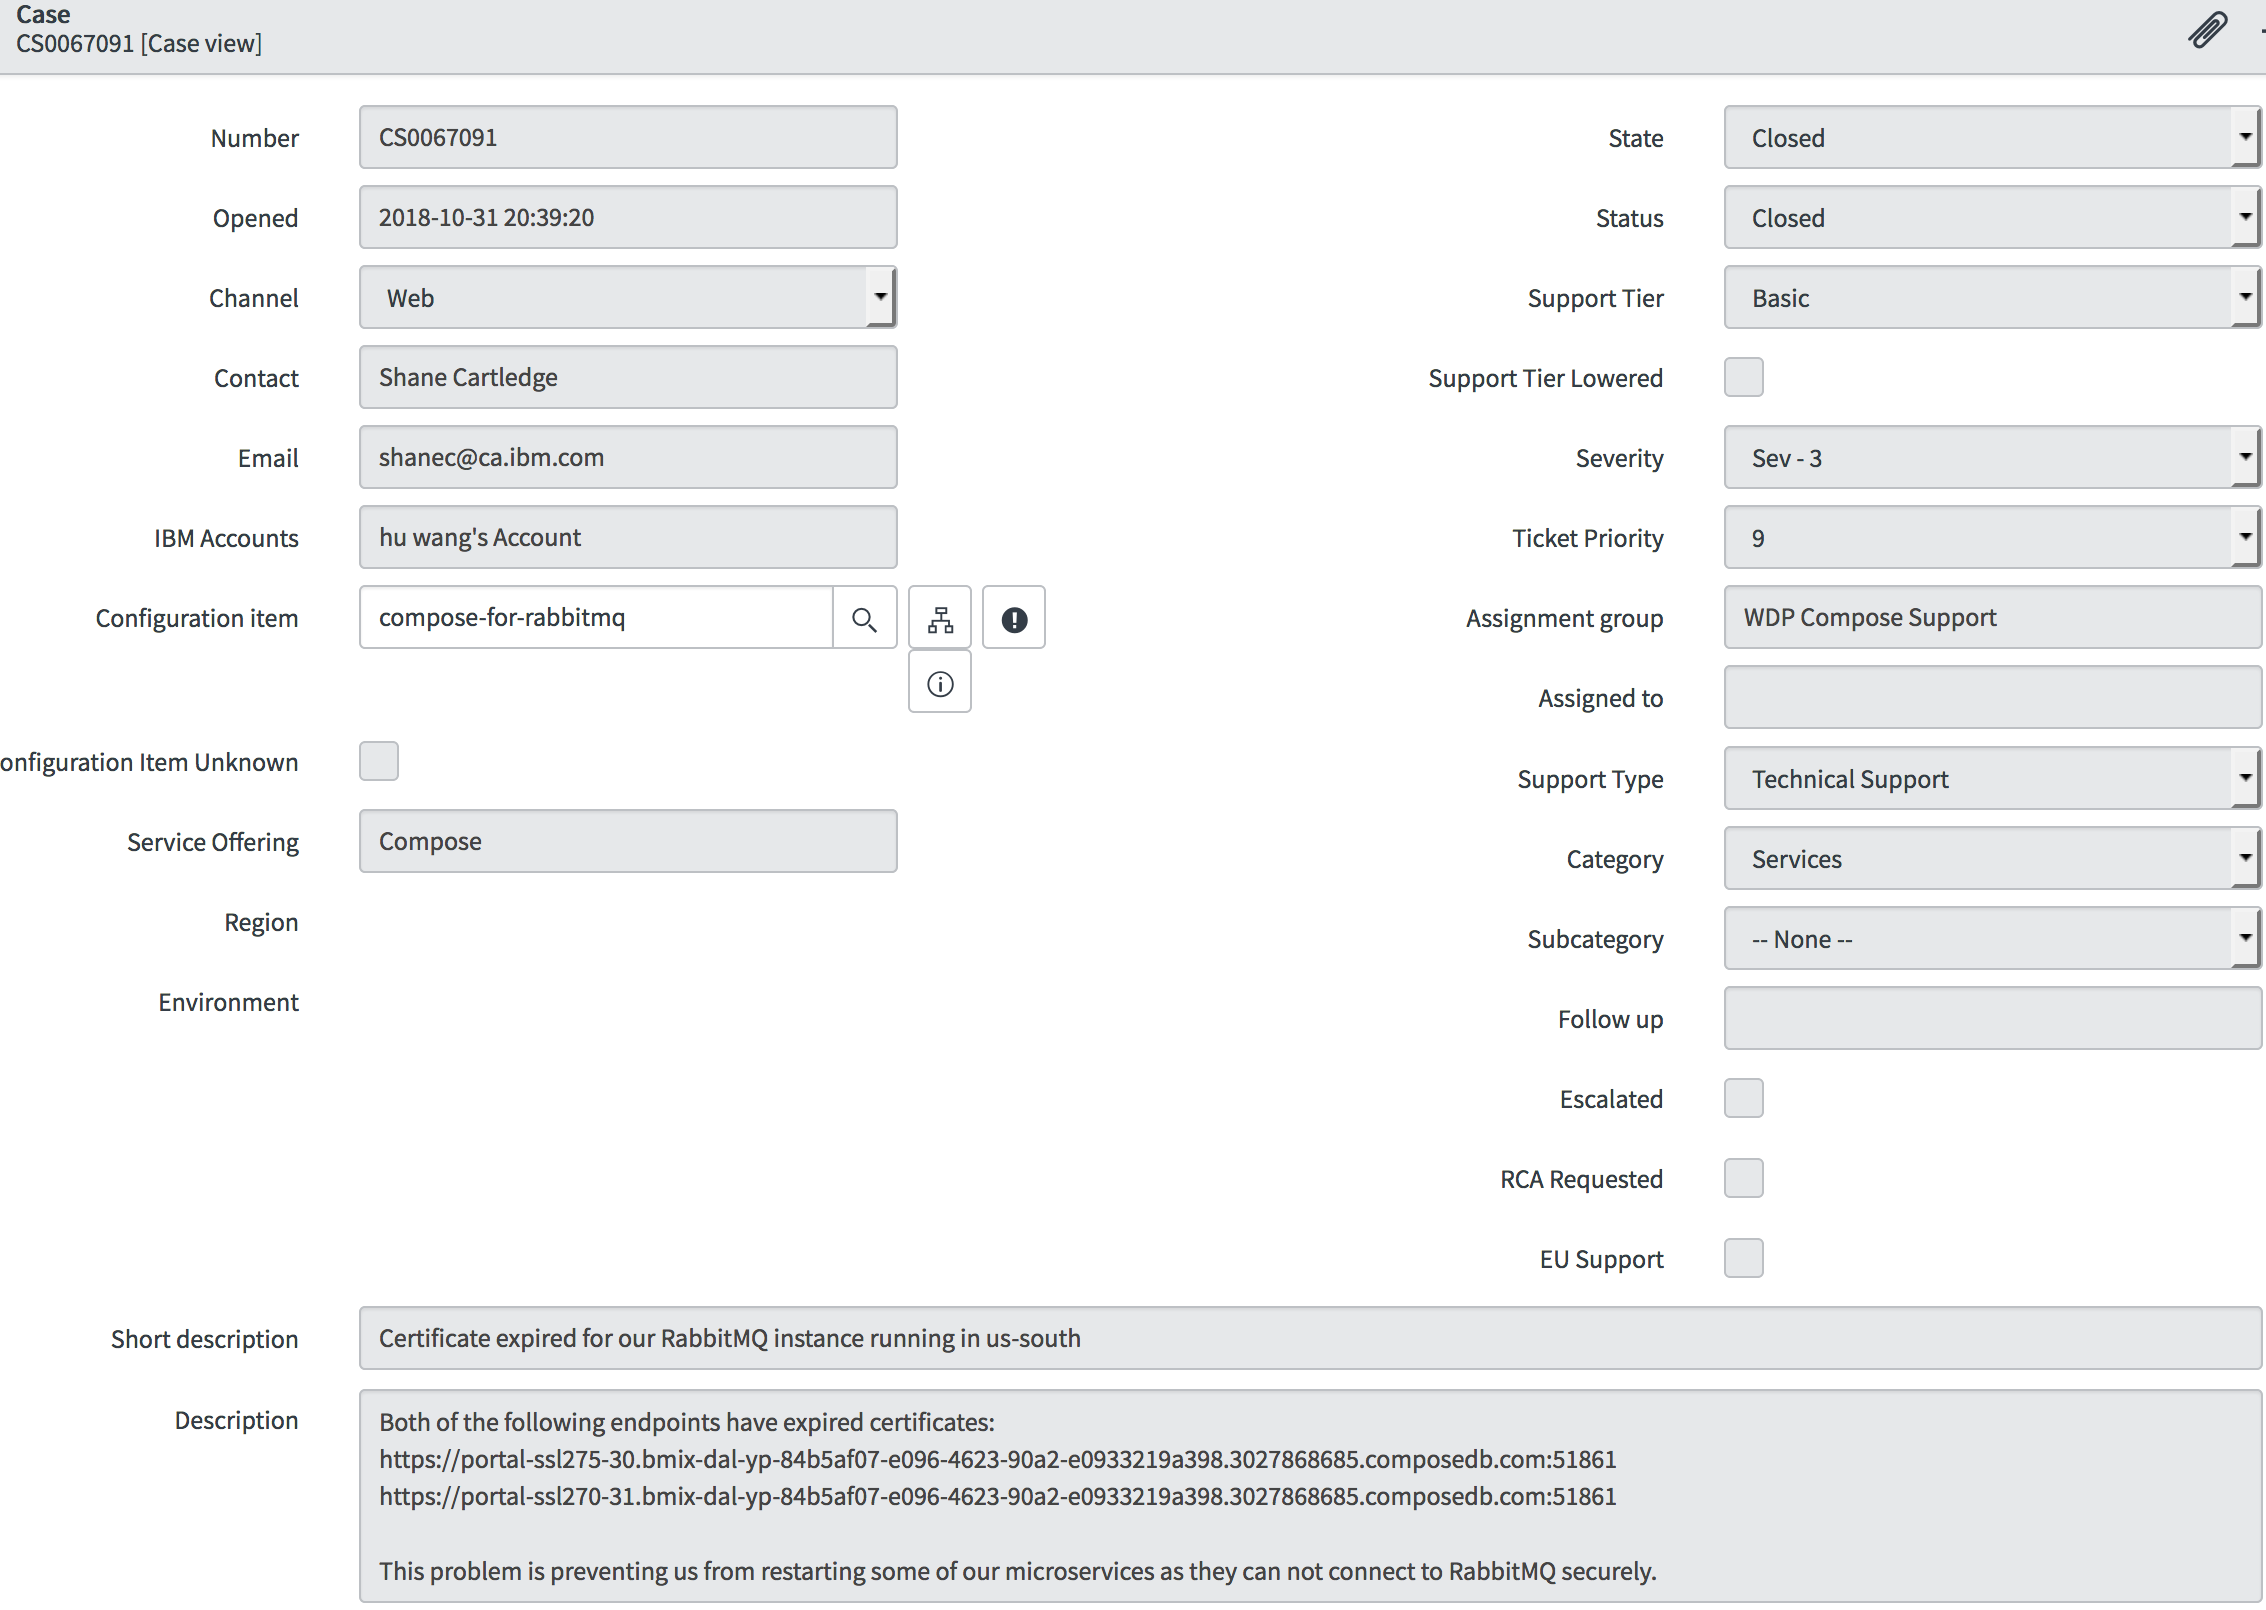 Case
CS0067091 [Case view]
Number
CS0067091
Opened
2018-10-31 20:39:20
Channel
Web
Contact
Shane Cartledge
Email
shanec@ca.ibm.com
IBM Accounts
hu wang's Account
Configuration item
compose-for-rabbitmq
onfiguration Item Unknown
Service Offering
Compose
Region
Environment
State
Closed
Status
Closed
Support Tier
Basic
Support Tier Lowered
Severity
Sev - 3
Ticket Priority
9
Assignment group
WDP Compose Support
Assigned to
Support Type
Technical Support
Category
Services
Subcategory
-- None --
Follow up
Escalated
RCA Requested
EU Support
Short description
Certificate expired for our RabbitMQ instance running in us-south
Description
Both of the following endpoints have expired certificates:
https://portal-ssl275-30.bmix-dal-yp-84b5af07-e096-4623-90a2-e0933219a398.3027868685.composedb.com:51861
https://portal-ssl270-31.bmix-dal-yp-84b5af07-e096-4623-90a2-e0933219a398.3027868685.composedb.com:51861
This problem is preventing us from restarting some of our microservices as they can not connect to RabbitMQ securely.